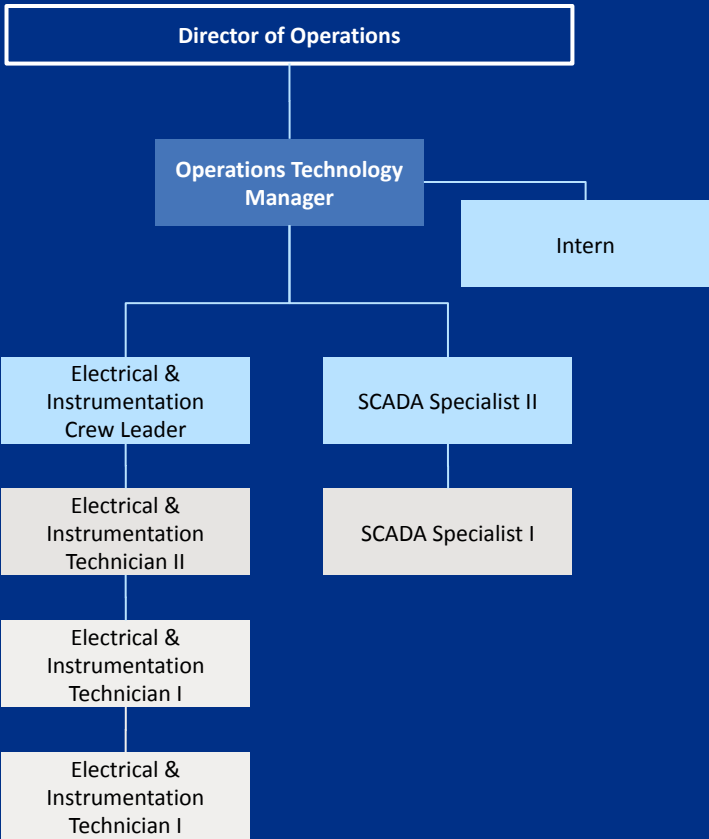 Director of Operations
Operations Technology
Manager
Intern
Electrical &
Instrumentation
Crew Leader
SCADA Specialist II
Electrical &
Instrumentation
Technician II
SCADA Specialist I
Electrical &
Instrumentation
Technician I
Electrical &
Instrumentation
Technician I